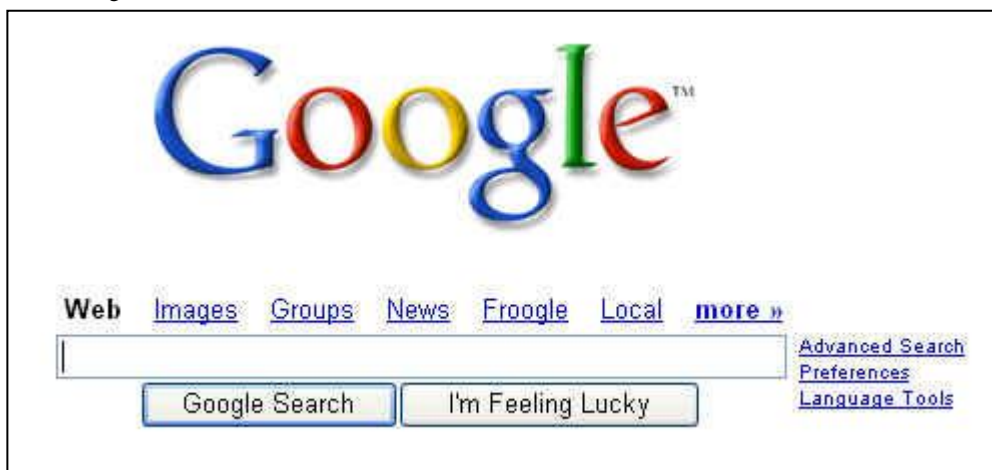 Google™
Web Images Groups News Froogle Local more »
Advanced Search
Preferences
Language Tools
Google Search I'm Feeling Lucky